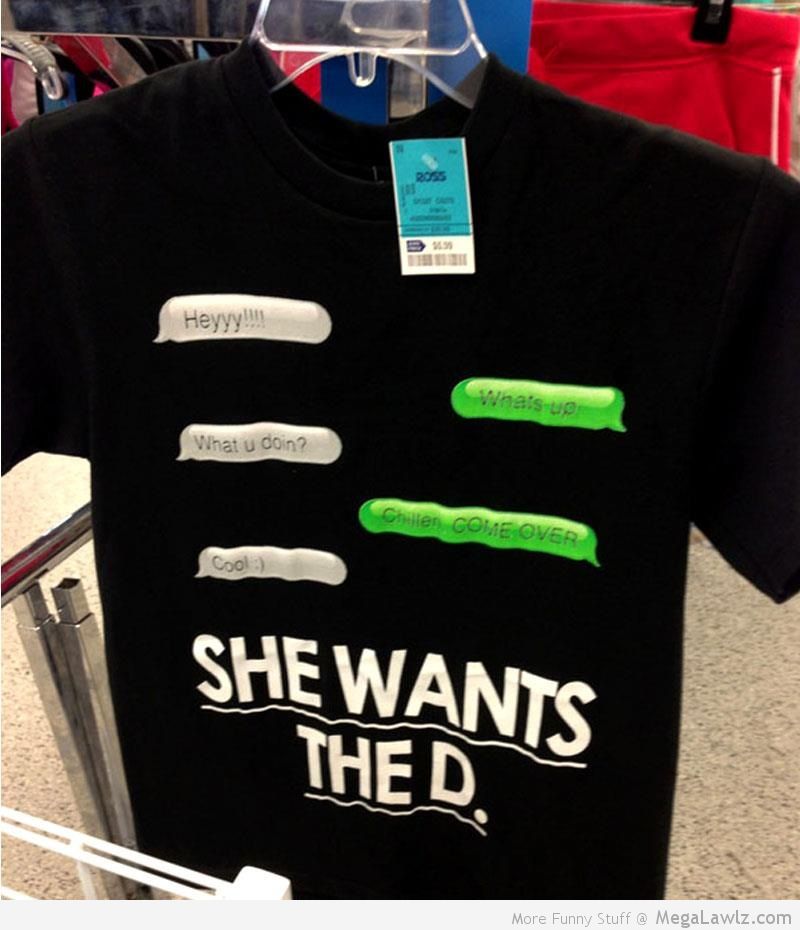 ROSS
$5.99
Heyyy!!!!
Whats up
What u doin?
Chillen, COME OVER
Cool :)
SHE WANTS
THE D.
More Funny Stuff @ MegaLawlz.com